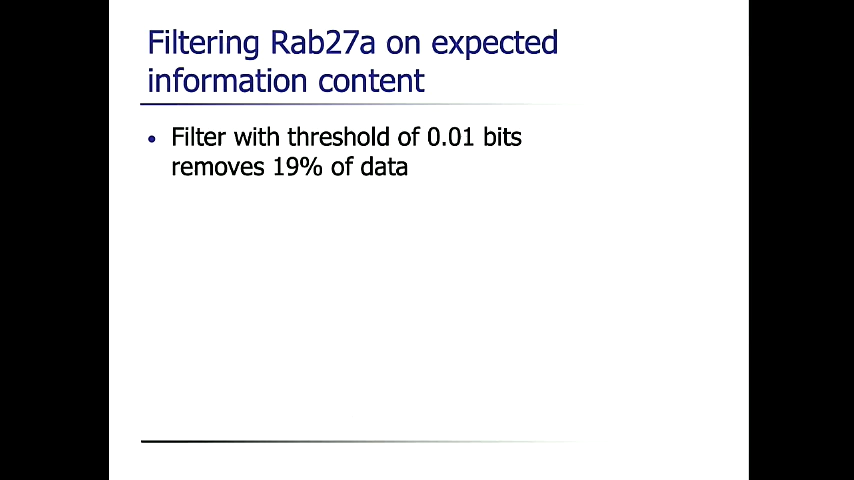 Filtering Rab27a on expected
information content
• Filter with threshold of 0.01 bits
removes 19% of data